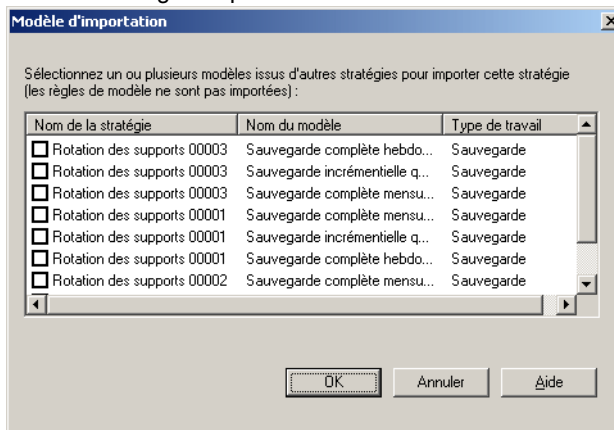 Modèle d'importation
Sélectionnez un ou plusieurs modèles issus d'autres stratégies pour importer cette stratégie
(les règles de modèle ne sont pas importées) :
Nom de la stratégie Nom du modèle Type de travail
Rotation des supports 00003 Sauvegarde complète hebdo... Sauvegarde
Rotation des supports 00003 Sauvegarde incrémentielle q... Sauvegarde
Rotation des supports 00003 Sauvegarde complète mensu... Sauvegarde
Rotation des supports 00001 Sauvegarde complète mensu... Sauvegarde
Rotation des supports 00001 Sauvegarde incrémentielle q... Sauvegarde
Rotation des supports 00001 Sauvegarde complète hebdo... Sauvegarde
Rotation des supports 00002 Sauvegarde complète mensu... Sauvegarde
OK Annuler Aide